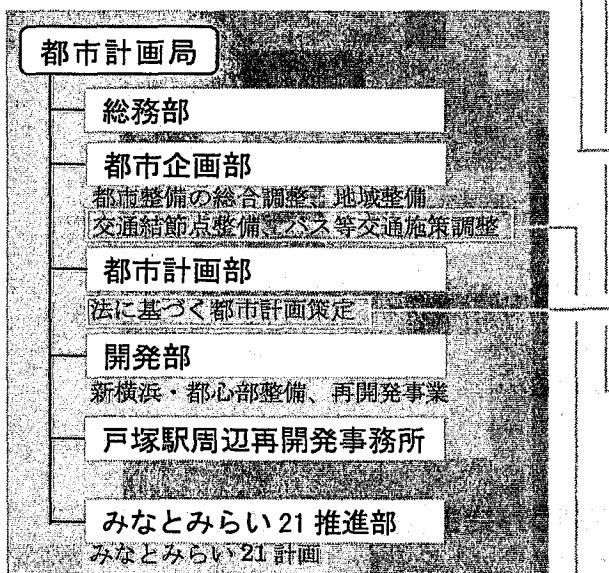 都市計画局
総務部
都市企画部
都市整備の総合調整、地域整備
交通結節点整備、バス等交通施策調整
都市計画部
法に基づく都市計画策定
開発部
新横浜・都心部整備、再開発事業
戸塚駅周辺再開発事務所
みなとみらい21推進部
みなとみらい21計画